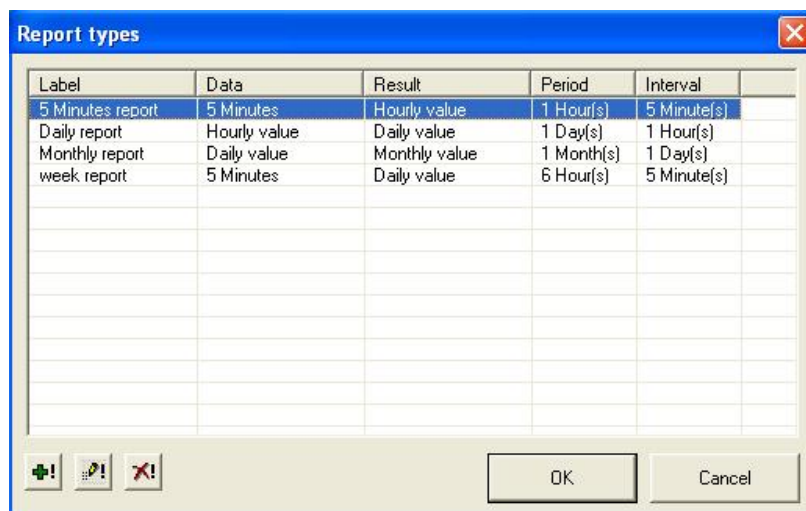 Report types
Label Data Result Period Interval
5 Minutes report 5 Minutes Hourly value 1 Hour(s) 5 Minute(s)
Daily report Hourly value Daily value 1 Day(s) 1 Hour(s)
Monthly report Daily value Monthly value 1 Month(s) 1 Day(s)
week report 5 Minutes Daily value 6 Hour(s) 5 Minute(s)
OK Cancel